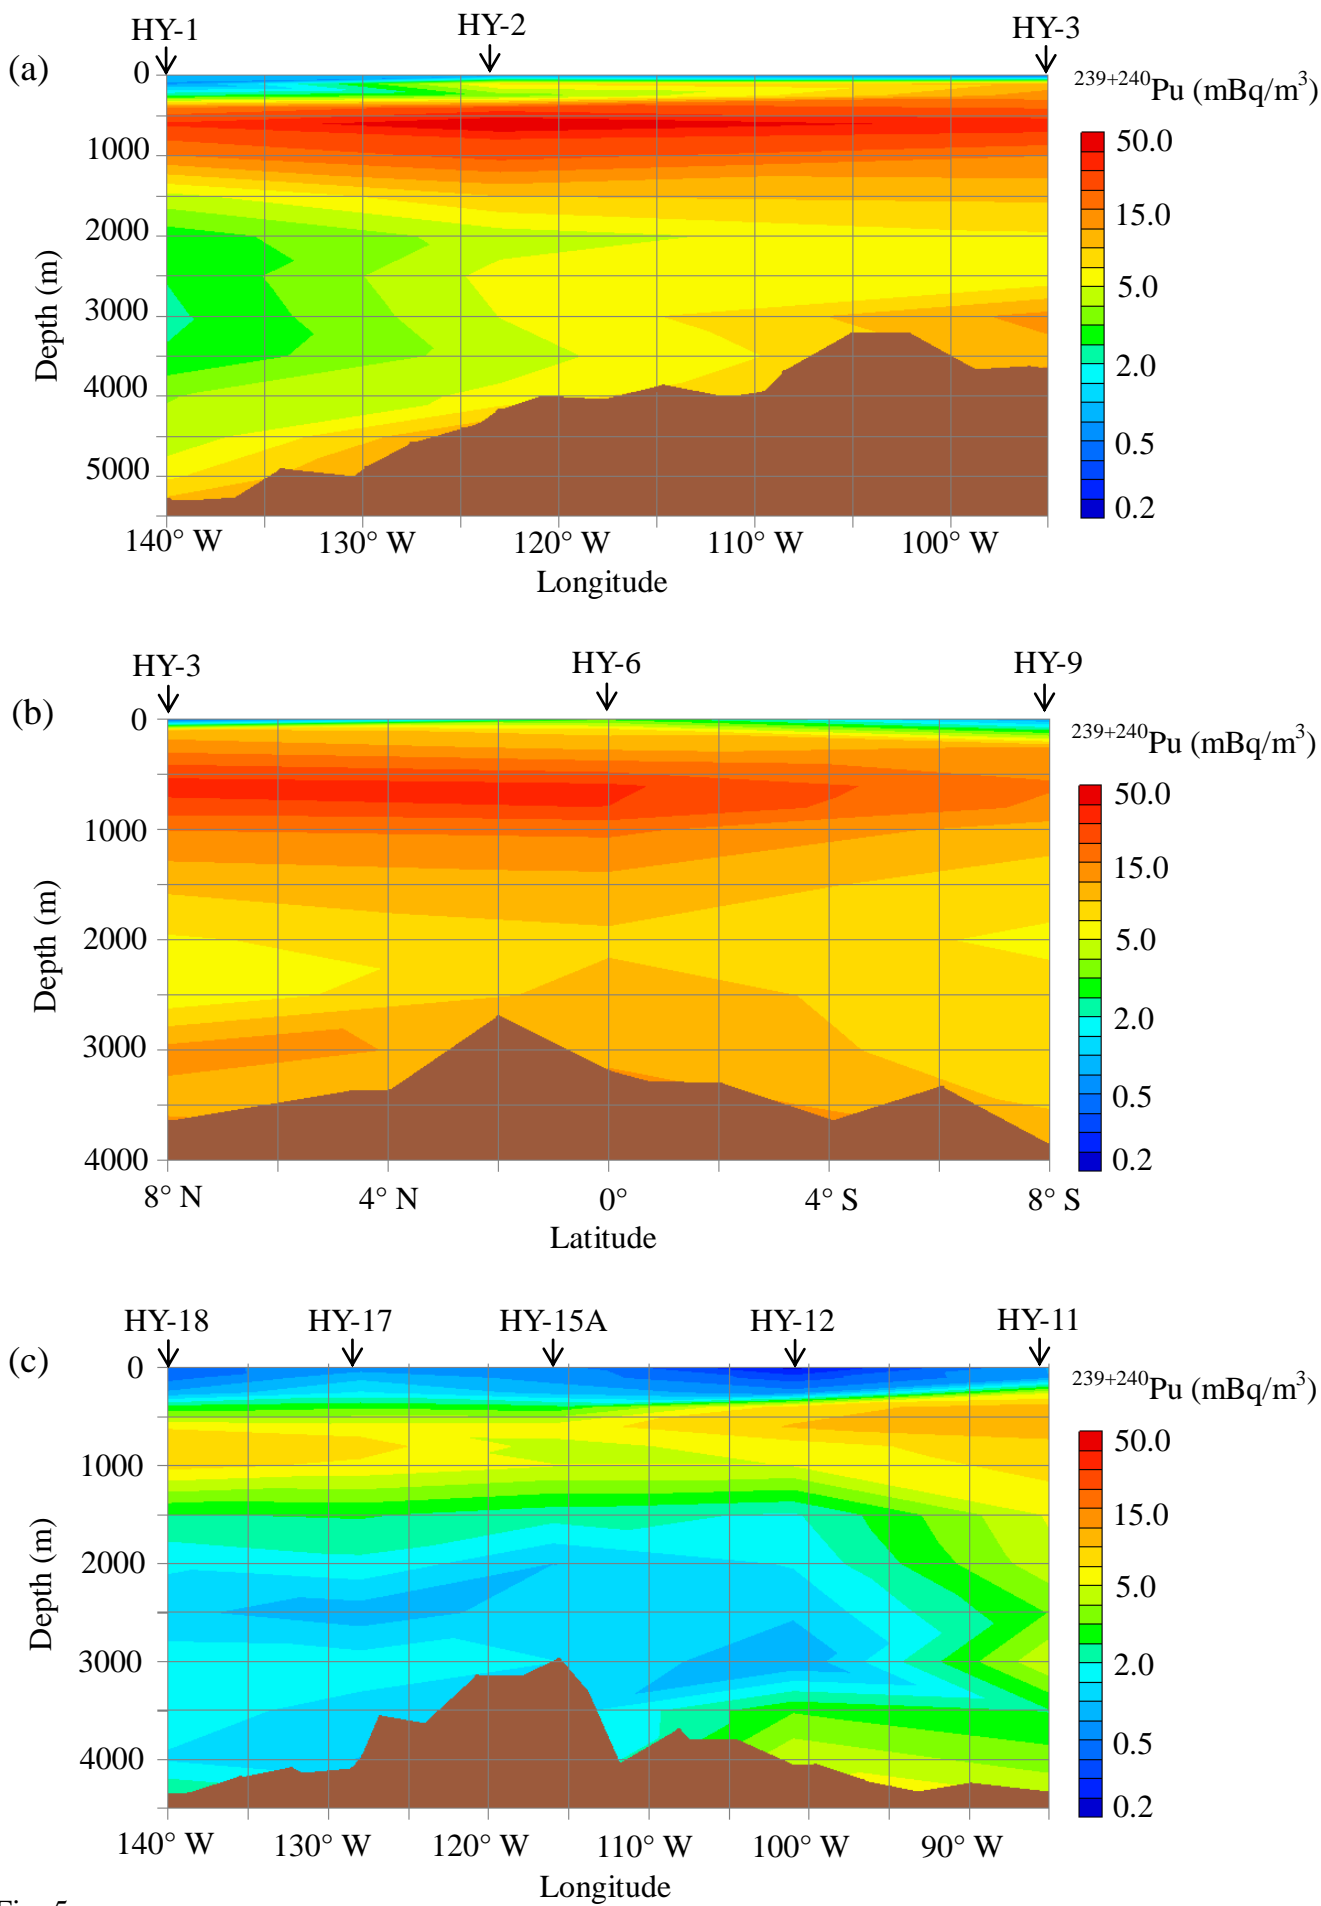 HY-1 HY-2 HY-3
(a)
239+240Pu (mBq/m3)
0
1000
2000
3000
4000
5000
Depth (m)
50.0
15.0
5.0
2.0
0.5
0.2
140° W 130° W 120° W 110° W 100° W
Longitude
HY-3 HY-6 HY-9
(b)
239+240Pu (mBq/m3)
0
1000
2000
3000
4000
Depth (m)
50.0
15.0
5.0
2.0
0.5
0.2
8° N 4° N 0° 4° S 8° S
Latitude
HY-18 HY-17 HY-15A HY-12 HY-11
(c)
239+240Pu (mBq/m3)
0
1000
2000
3000
4000
Depth (m)
50.0
15.0
5.0
2.0
0.5
0.2
140° W 130° W 120° W 110° W 100° W 90° W
Longitude